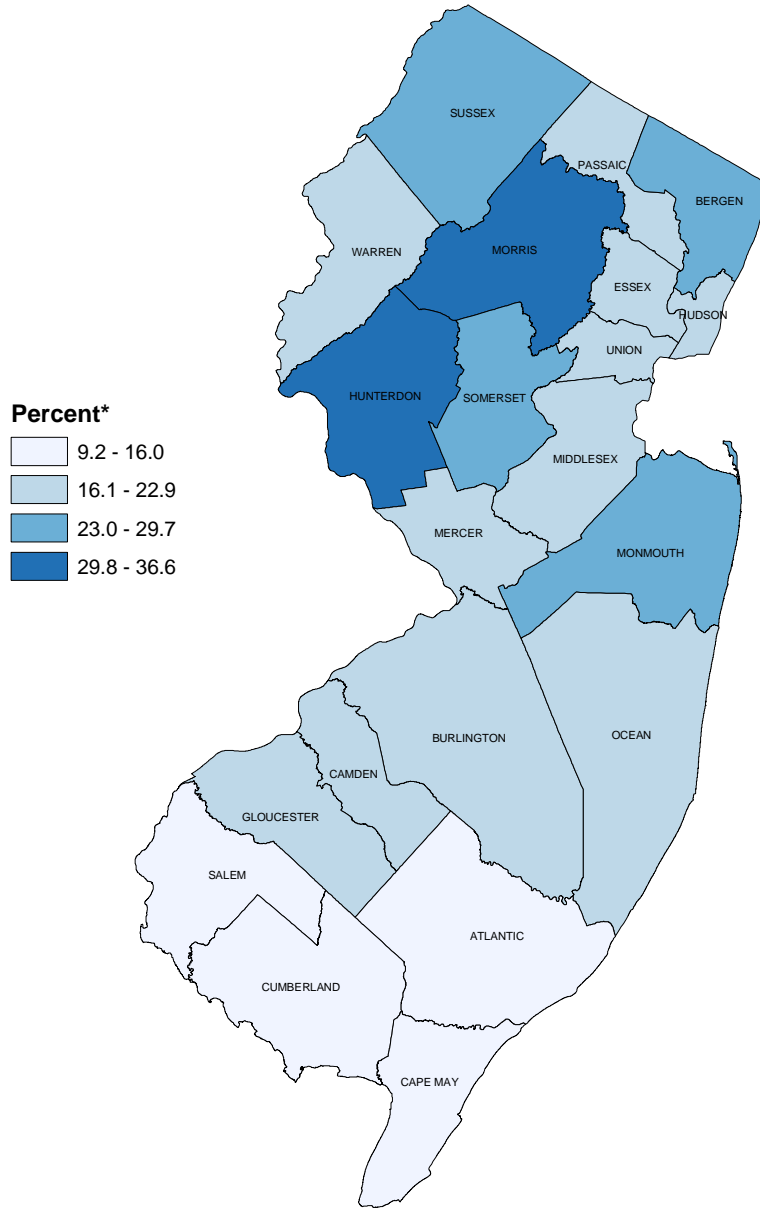 SUSSEX
PASSAIC
BERGEN
WARREN
MORRIS
ESSEX
HUDSON
UNION
HUNTERDON
SOMERSET
Percent*
9.2 - 16.0
16.1 - 22.9
23.0 - 29.7
29.8 - 36.6
MIDDLESEX
MERCER
MONMOUTH
OCEAN
BURLINGTON
CAMDEN
GLOUCESTER
SALEM
ATLANTIC
CUMBERLAND
CAPE MAY